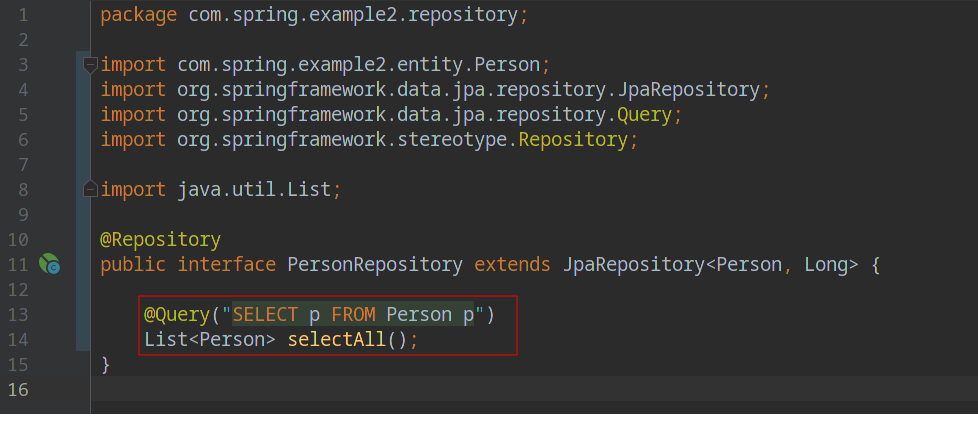 1 package com.spring.example2.repository;
2
3 import com.spring.example2.entity.Person;
4 import org.springframework.data.jpa.repository.JpaRepository;
5 import org.springframework.data.jpa.repository.Query;
6 import org.springframework.stereotype.Repository;
7
8 import java.util.List;
9
10 @Repository
11 public interface PersonRepository extends JpaRepository<Person, Long> {
12
13 @Query("SELECT p FROM Person p")
14 List<Person> selectAll();
15 }
16